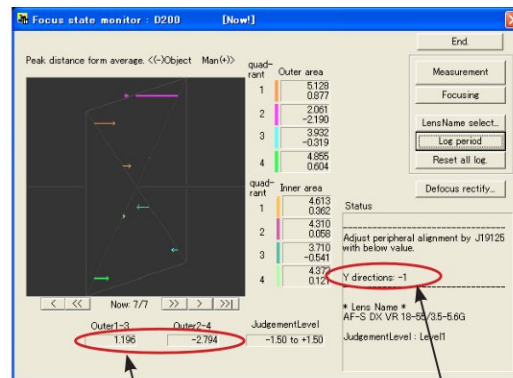 Focus state monitor : D200 [Now!]
End
Peak distance form average. <(-)Object Man(+)>
quad-
rant
Outer area
1
5.128
0.877
2
2.061
-2.190
3
3.932
-0.319
4
4.855
0.604
quad-
rant
Inner area
1
4.613
0.362
2
4.310
0.058
3
3.710
-0.541
4
4.372
0.121
Measurement
Focusing
LensName select..
Log period
Reset all log.
Defocus rectify...
Status
Adjust peripheral alignment by J19125
with below value.
Y directions: -1
* Lens Name *
AF-S DX VR 18-55/3.5-5.6G
JudgementLevel : Level1
< << Now: 7/7 >> > >>|
Outer1-3 Outer2-4 JudgementLevel
1.196 -2.794 -1.50 to +1.50